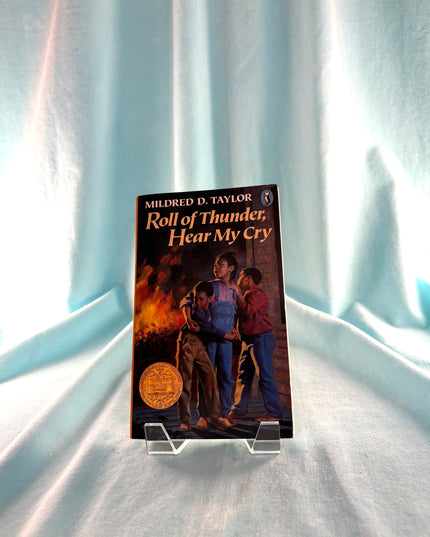 MILDRED D. TAYLOR
Roll of Thunder,
Hear My Cry